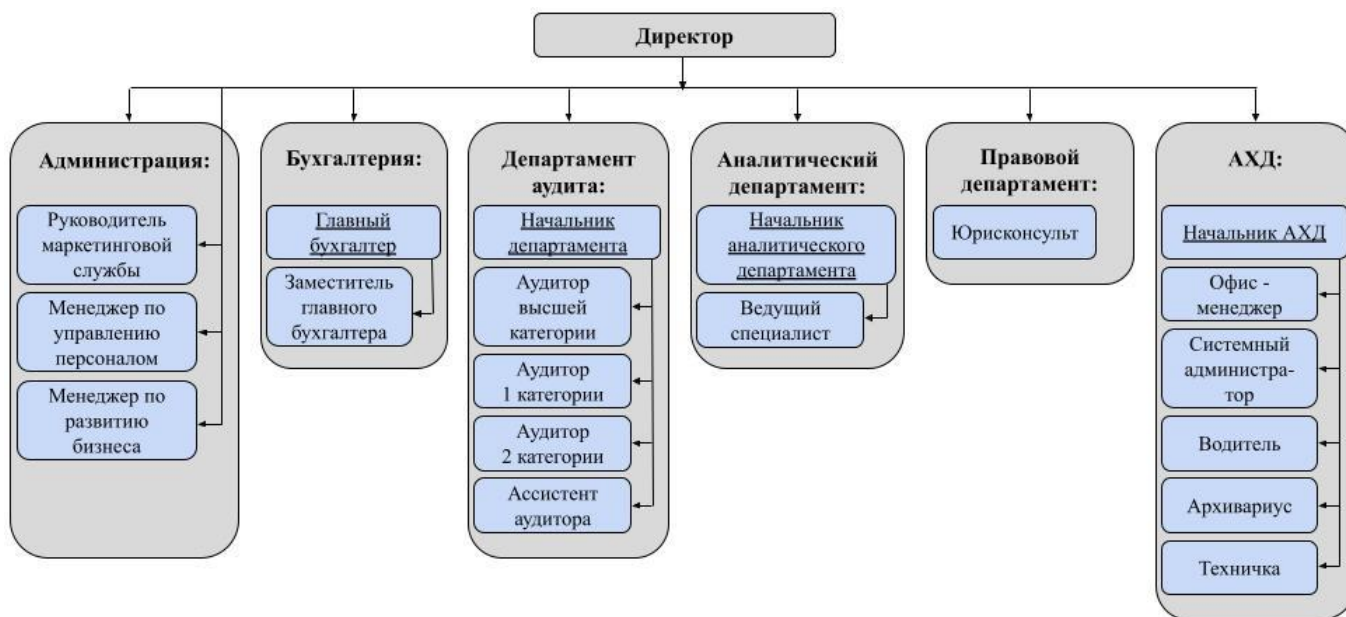 Директор
Администрация:
Руководитель
маркетинговой
службы
Менеджер по
управлению
персоналом
Менеджер по
развитию
бизнеса
Бухгалтерия:
Главный
бухгалтер
Заместитель
главного
бухгалтера
Департамент
аудита:
Начальник
департамента
Аудитор
высшей
категории
Аудитор
1 категории
Аудитор
2 категории
Ассистент
аудитора
Аналитический
департамент:
Начальник
аналитического
департамента
Ведущий
специалист
Правовой
департамент:
Юрисконсульт
АХД:
Начальник АХД
Офис -
менеджер
Системный
администра-
тор
Водитель
Архивариус
Техничка